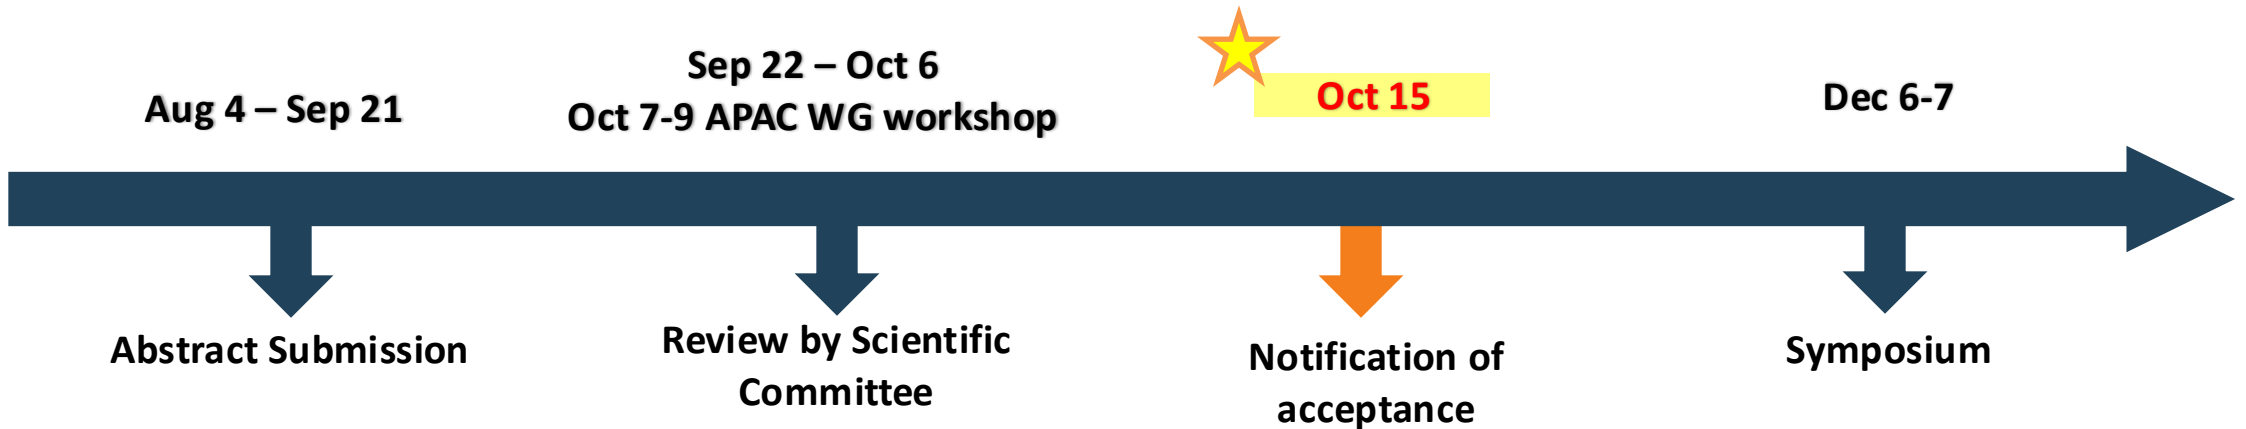 Aug 4 – Sep 21
Sep 22 – Oct 6
Oct 7-9 APAC WG workshop
Oct 15
Dec 6-7
Abstract Submission
Review by Scientific
Committee
Notification of
acceptance
Symposium